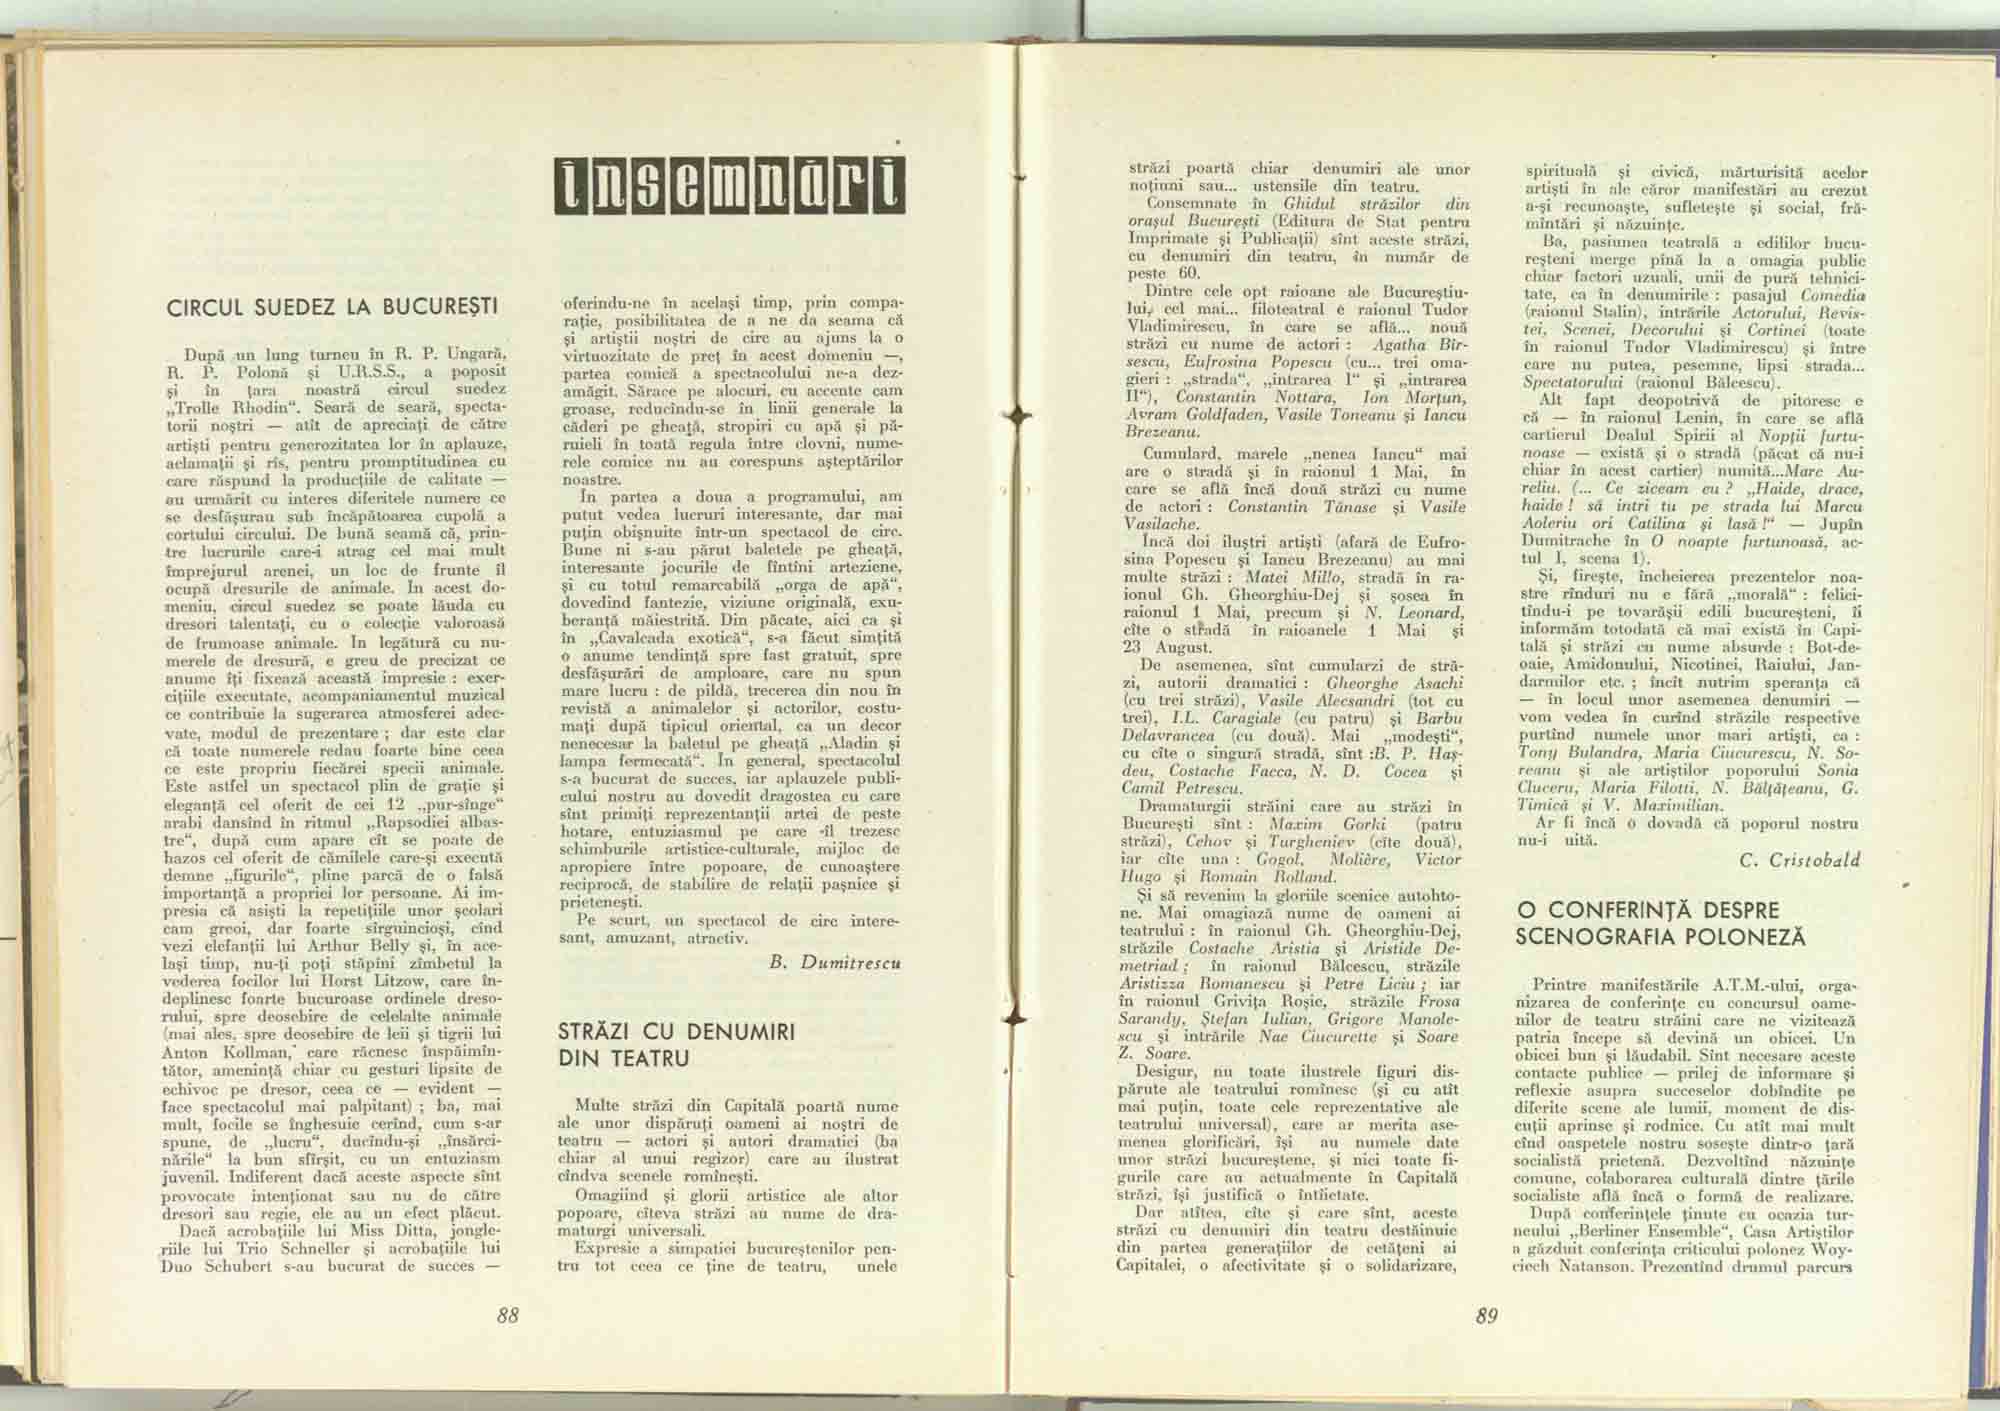 însemnări
CIRCUL SUEDEZ LA BUCUREŞTI
După un lung turneu în R. P. Ungară,
R. P. Polonă şi U.R.S.S., a poposit
şi în ţara noastră circul suedez
„Trolle Rhodin“. Seară de seară, specta-
torii noştri — atît de apreciaţi de către
artişti pentru generozitatea lor în aplauze,
aclamaţii şi rîs, pentru promptitudinea cu
care răspund la producţiile de calitate —
au urmărit cu interes diferitele numere ce
se desfăşurau sub încăpătoarea cupolă a
cortului circului. De bună seamă că, prin-
tre lucrurile care-i atrag cel mai mult
împrejurul arenei, un loc de frunte îl
ocupă dresurile de animale. In acest do-
meniu, circul suedez se poate lăuda cu
dresori talentaţi, cu o colecţie valoroasă
de frumoase animale. In legătură cu nu-
merele de dresură, e greu de precizat ce
anume îţi fixează această impresie : exer-
ciţiile executate, acompaniamentul muzical
ce contribuie la sugerarea atmosferei adec-
vate, modul de prezentare ; dar este clar
că toate numerele redau foarte bine ceea
ce este propriu fiecărei specii animale.
Este astfel un spectacol plin de graţie şi
eleganţă cel oferit de cei 12 „pur-sînge“
arabi dansînd în ritmul „Rapsodiei albas-
tre“, după cum apare cît se poate de
hazos cel oferit de cămilele care-şi execută
demne „figurile“, pline parcă de o falsă
importanţă a propriei lor persoane. Ai im-
presia că asişti la repetiţiile unor şcolari
cam greoi, dar foarte sîrguincioşi, cînd
vezi elefanţii lui Arthur Belly şi, în ace-
laşi timp, nu-ţi poţi stăpîni zîmbetul la
vederea focilor lui Horst Litzow, care în-
deplinesc foarte bucuroase ordinele dreso-
rului, spre deosebire de celelalte animale
(mai ales, spre deosebire de leii şi tigrii lui
Anton Kollman, care răcnesc înspăimîn-
tător, ameninţă chiar cu gesturi lipsite de
echivoc pe dresor, ceea ce — evident —
face spectacolul mai palpitant) ; ba, mai
mult, focile se înghesuie cerînd, cum s-ar
spune, de „lucru“, ducîndu-şi „însărci-
nările“ la bun sfîrşit, cu un entuziasm
juvenil. Indiferent dacă aceste aspecte sînt
provocate intenţionat sau nu de către
dresori sau regie, ele au un efect plăcut.
Dacă acrobaţiile lui Miss Ditta, jongle-
riile lui Trio Schneller şi acrobaţiile lui
Duo Schubert s-au bucurat de succes —
oferindu-ne în acelaşi timp, prin compa-
raţie, posibilitatea de a ne da seama că
şi artiştii noştri de circ au ajuns la o
virtuozitate de preţ în acest domeniu —,
partea comică a spectacolului ne-a dez-
amăgit. Sărace pe alocuri, cu accente cam
groase, reducîndu-se în linii generale la
căderi pe gheaţă, stropiri cu apă şi pă-
ruieli în toată regula între clovni, nume-
rele comice nu au corespuns aşteptărilor
noastre.
In partea a doua a programului, am
putut vedea lucruri interesante, dar mai
puţin obişnuite într-un spectacol de circ.
Bune ni s-au părut baletele pe gheaţă,
interesante jocurile de fîntîni arteziene,
şi cu totul remarcabilă „orga de apă“,
dovedind fantezie, viziune originală, exu-
beranţă măiestrită. Din păcate, aici ca şi
în „Cavalcada exotică“, s-a făcut simţită
o anume tendinţă spre fast gratuit, spre
desfăşurări de amploare, care nu spun
mare lucru : de pildă, trecerea din nou în
revistă a animalelor şi actorilor, costu-
maţi după tipicul oriental, ca un decor
nenecesar la baletul pe gheaţă „Aladin şi
lampa fermecată“. In general, spectacolul
s-a bucurat de succes, iar aplauzele publi-
cului nostru au dovedit dragostea cu care
sînt primiţi reprezentanţii artei de peste
hotare, entuziasmul pe care -îl trezesc
schimburile artistice-culturale, mijloc de
apropiere între popoare, de cunoaştere
reciprocă, de stabilire de relaţii paşnice şi
prieteneşti.
Pe scurt, un spectacol de circ intere-
sant, amuzant, atractiv.
B. Dumitrescu
STRĂZI CU DENUMIRI
DIN TEATRU
Multe străzi din Capitală poartă nume
ale unor dispăruţi oameni ai noştri de
teatru — actori şi autori dramatici (ba
chiar al unui regizor) care au ilustrat
cîndva scenele romîneşti.
Omagiind şi glorii artistice ale altor
popoare, cîteva străzi au nume de dra-
maturgi universali.
Expresie a simpatiei bucureştenilor pen-
tru tot ceea ce ţine de teatru, unele
88
străzi poartă chiar denumiri ale unor
noţiuni sau... ustensile din teatru.
Consemnate în Ghidul străzilor din
oraşul Bucureşti (Editura de Stat pentru
Imprimate şi Publicaţii) sînt aceste străzi,
cu denumiri din teatru, în număr de
peste 60.
Dintre cele opt raioane ale Bucureştiu-
lui, cel mai... filoteatral e raionul Tudor
Vladimirescu, în care se află... nouă
străzi cu nume de actori : Agatha Bîr-
sescu, Eufrosina Popescu (cu... trei oma-
gieri : „strada“, „intrarea I“ şi „intrarea
II“), Constantin Nottara, Ion Morţun,
Avram Goldfaden, Vasile Toneanu şi Iancu
Brezeanu.
Cumulard, marele „nenea Iancu“ mai
are o stradă şi în raionul 1 Mai, în
care se află încă două străzi cu nume
de actori : Constantin Tănase şi Vasile
Vasilache.
Incă doi iluştri artişti (afară de Eufro-
sina Popescu şi Iancu Brezeanu) au mai
multe străzi : Matei Millo, stradă în ra-
ionul Gh. Gheorghiu-Dej şi şosea în
raionul 1 Mai, precum şi N. Leonard,
cîte o stradă în raioanele 1 Mai şi
23 August.
De asemenea, sînt cumularzi de stră-
zi, autorii dramatici : Gheorghe Asachi
(cu trei străzi), Vasile Alecsandri (tot cu
trei), I.L. Caragiale (cu patru) şi Barbu
Delavrancea (cu două). Mai „modeşti“,
cu cîte o singură stradă, sînt :B. P. Haş-
deu, Costache Facca, N. D. Cocea şi
Camil Petrescu.
Dramaturgii străini care au străzi în
Bucureşti sînt : Maxim Gorki (patru
străzi), Cehov şi Turgheniev (cîte două),
iar cîte una : Gogol, Molière, Victor
Hugo şi Romain Rolland.
Şi să revenim la gloriile scenice autohto-
ne. Mai omagiază nume de oameni ai
teatrului : în raionul Gh. Gheorghiu-Dej,
străzile Costache Aristia şi Aristide De-
metriad ; în raionul Bălcescu, străzile
Aristizza Romanescu şi Petre Liciu ; iar
în raionul Griviţa Roşie, străzile Frosa
Sarandy, Ştefan Iulian, Grigore Manole-
scu şi intrările Nae Ciucurette şi Soare
Z. Soare.
Desigur, nu toate ilustrele figuri dis-
părute ale teatrului romînesc (şi cu atît
mai puţin, toate cele reprezentative ale
teatrului universal), care ar merita ase-
menea glorificări, îşi au numele date
unor străzi bucureştene, şi nici toate fi-
gurile care au actualmente în Capitală
străzi, îşi justifică o întîietate.
Dar atîtea, cîte şi care sînt, aceste
străzi cu denumiri din teatru destăinuie
din partea generaţiilor de cetăţeni ai
Capitalei, o afectivitate şi o solidarizare,
spirituală şi civică, mărturisită acelor
artişti în ale căror manifestări au crezut
a-şi recunoaşte, sufleteşte şi social, fră-
mîntări şi năzuinţe.
Ba, pasiunea teatrală a edililor bucu-
reşteni merge pînă la a omagia public
chiar factori uzuali, unii de pură tehnici-
tate, ca în denumirile : pasajul Comedia
(raionul Stalin), intrările Actorului, Revis-
tei, Scenei, Decorului şi Cortinei (toate
în raionul Tudor Vladimirescu) şi între
care nu putea, pesemne, lipsi strada...
Spectatorului (raionul Bălcescu).
Alt fapt deopotrivă de pitoresc e
că — în raionul Lenin, în care se află
cartierul Dealul Spirii al Nopţii furtu-
noase — există şi o stradă (păcat că nu-i
chiar în acest cartier) numită...Marc Au-
reliu. (... Ce ziceam eu ? „Haide, drace,
haide ! să intri tu pe strada lui Marcu
Aoleriu ori Catilina şi lasă !“ — Jupîn
Dumitrache în O noapte furtunoasă, ac-
tul I, scena 1).
Şi, fireşte, încheierea prezentelor noa-
stre rînduri nu e fără „morală“ : felici-
tîndu-i pe tovarăşii edili bucureşteni, îi
informăm totodată că mai există în Capi-
tală şi străzi cu nume absurde : Bot-de-
oaie, Amidonului, Nicotinei, Raiului, Jan-
darmilor etc. ; încît nutrim speranţa că
— în locul unor asemenea denumiri —
vom vedea în curînd străzile respective
purtînd numele unor mari artişti, ca :
Tony Bulandra, Maria Ciucurescu, N. So-
reanu şi ale artiştilor poporului Sonia
Cluceru, Maria Filotti, N. Bălţăţeanu, G.
Timică şi V. Maximilian.
Ar fi încă o dovadă că poporul nostru
nu-i uită.
C. Cristobald
O CONFERINŢĂ DESPRE
SCENOGRAFIA POLONEZĂ
Printre manifestările A.T.M.-ului, orga-
nizarea de conferinţe cu concursul oame-
nilor de teatru străini care ne vizitează
patria începe să devină un obicei. Un
obicei bun şi lăudabil. Sînt necesare aceste
contacte publice — prilej de informare şi
reflexie asupra succeselor dobîndite pe
diferite scene ale lumii, moment de dis-
cuţii aprinse şi rodnice. Cu atît mai mult
cînd oaspetele nostru soseşte dintr-o ţară
socialistă prietenă. Dezvoltînd năzuinţe
comune, colaborarea culturală dintre ţările
socialiste află încă o formă de realizare.
După conferinţele ţinute cu ocazia tur-
neului „Berliner Ensemble“, Casa Artiştilor
a găzduit conferinţa criticului polonez Woy-
ciech Natanson. Prezentînd drumul parcurs
89